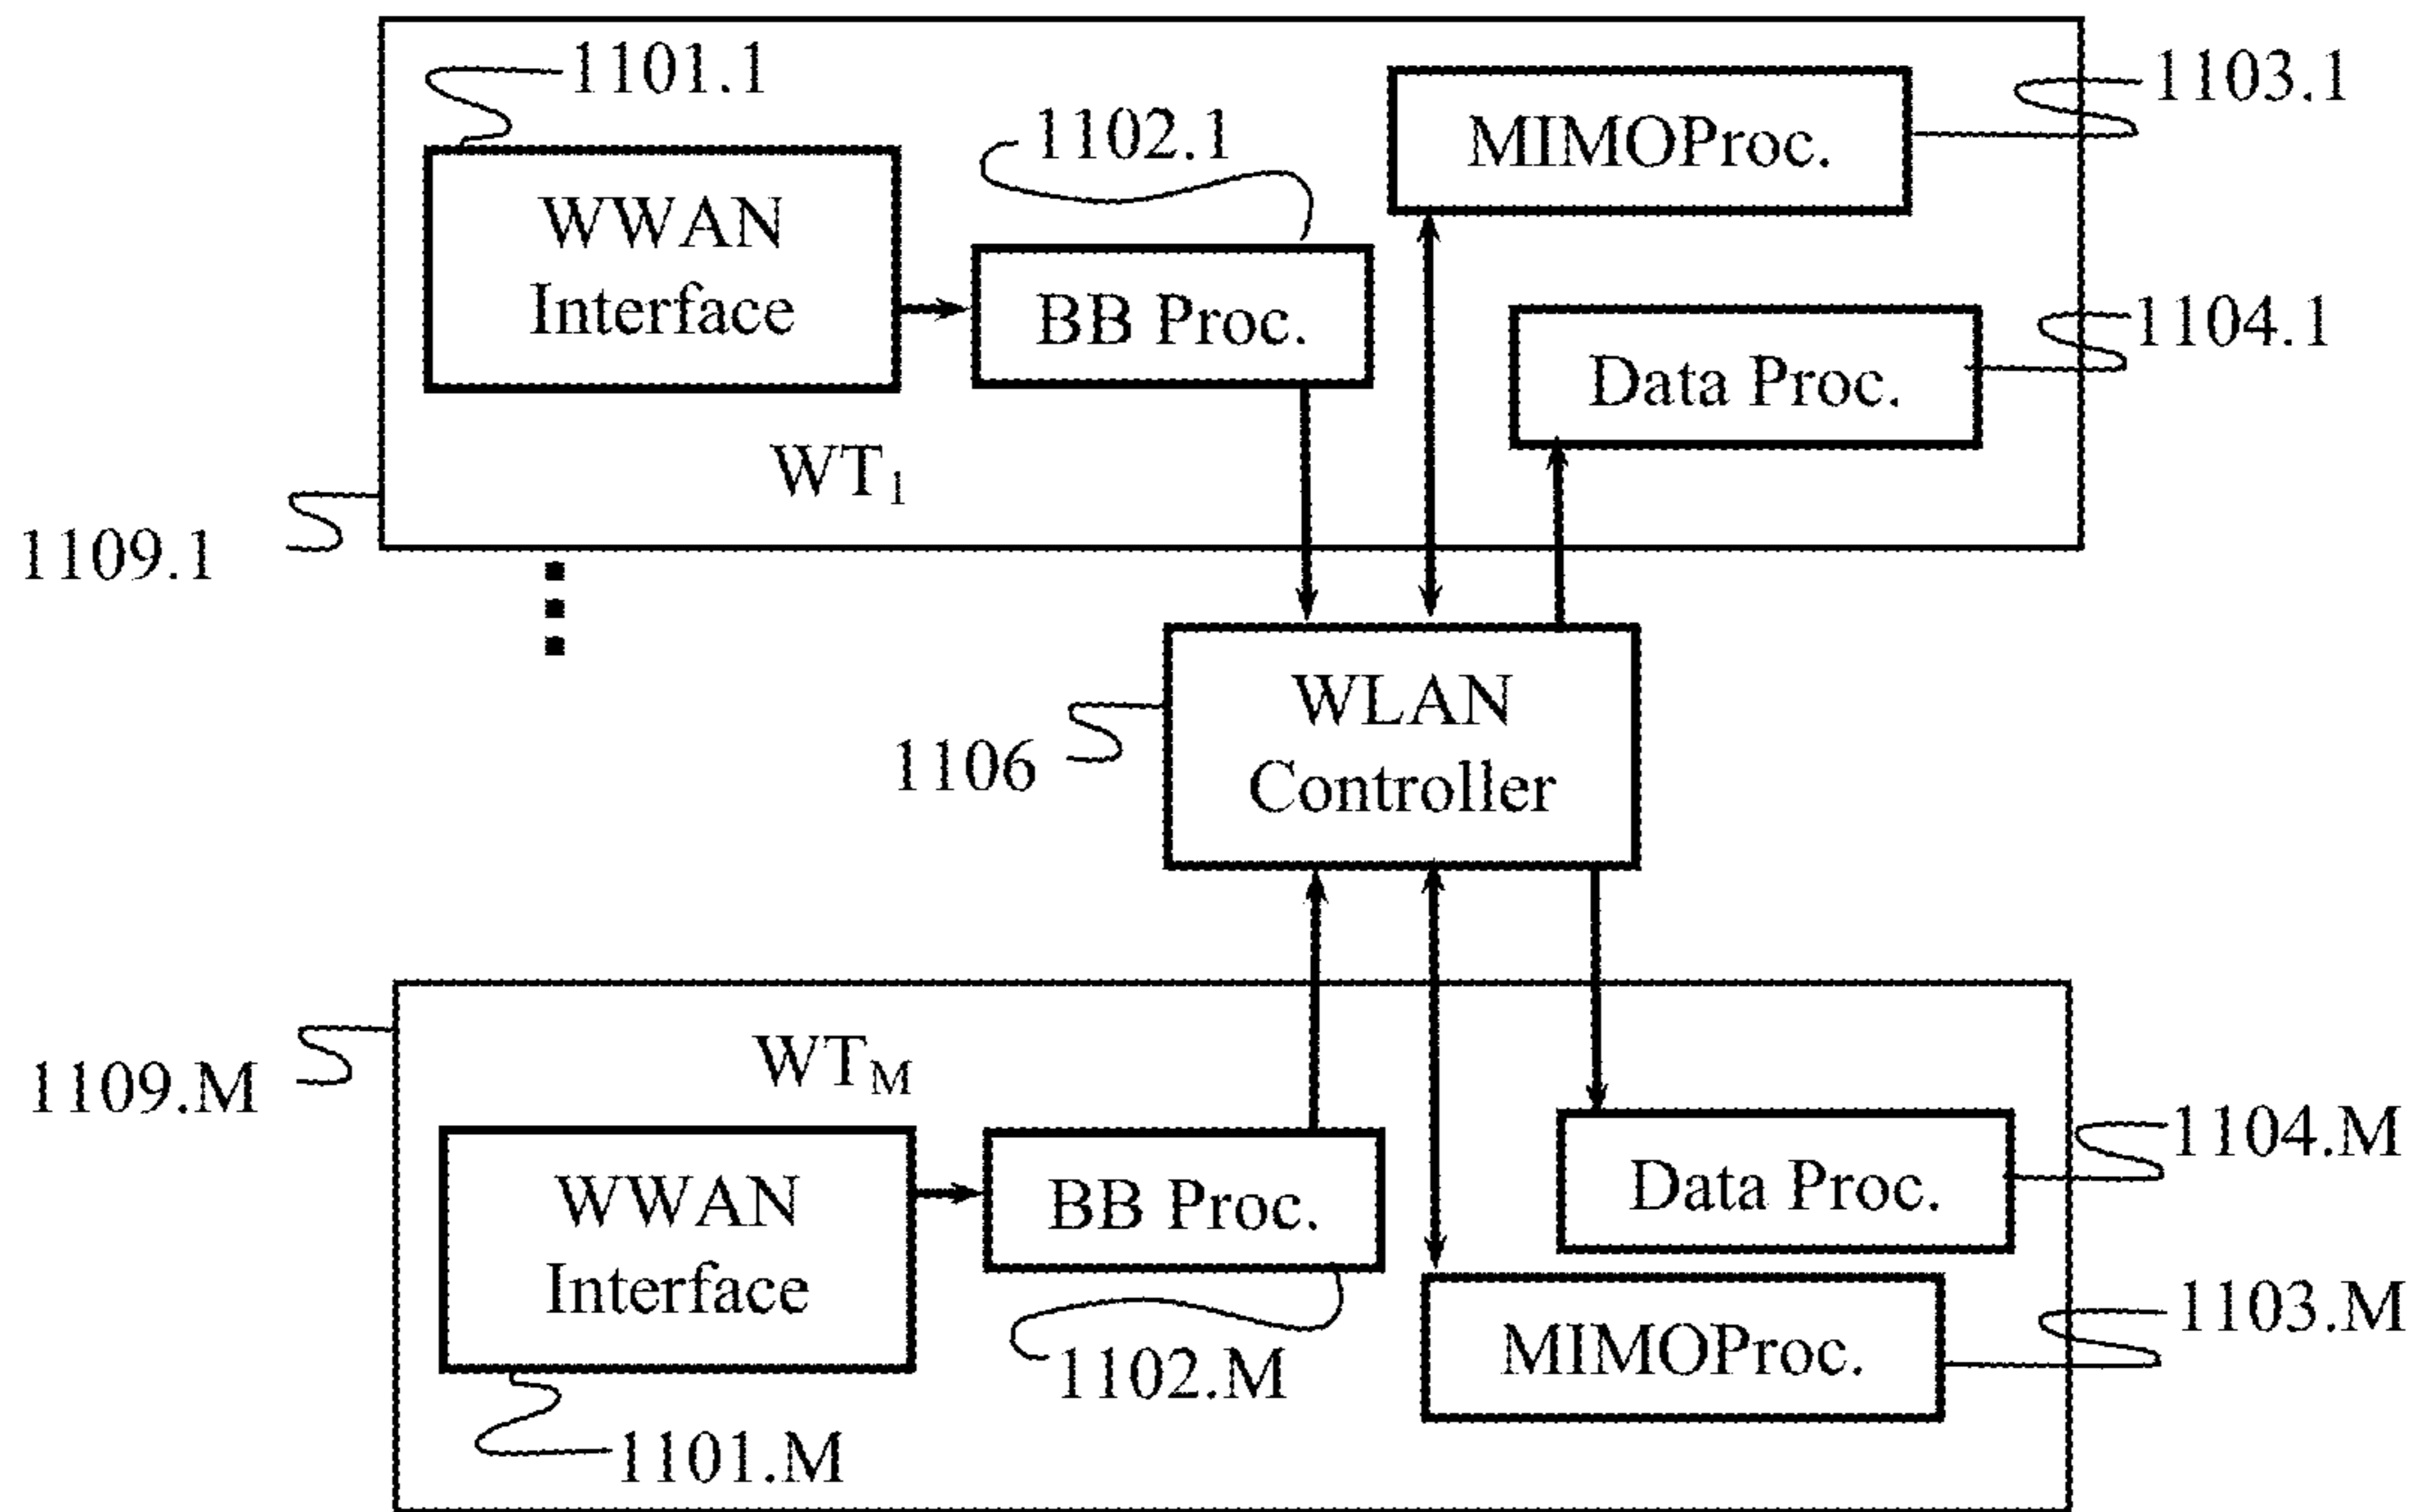 1101.1
1102.1
1103.1
MIMOProc.
WWAN
Interface
BB Proc.
1104.1
Data Proc.
WT1
1109.1
WLAN
Controller
1106
1109.M
WTM
1104.M
Data Proc.
WWAN
Interface
BB Proc.
1103.M
MIMOProc.
1102.M
1101.M